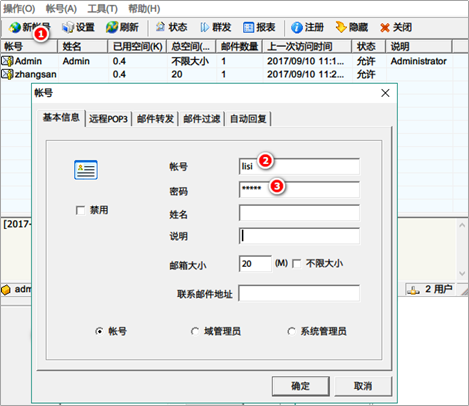 操作(O) 帐号(A) 工具(T) 帮助(H)
新帐号 设置 刷新 状态 群发 报表 注册 隐藏 关闭
1
帐号 姓名 已用空间(K) 总空间(... 邮件数量 上一次访问时间 状态 说明
Admin Admin 0.4 不限大小 1 2017/09/10 11:1... 允许 Administrator
zhangsan 0.4 20 1 2017/09/10 11:2... 允许
帐号
基本信息 远程POP3 邮件转发 邮件过滤 自动回复
帐号 lisi 2
密码 ***** 3
禁用
姓名
说明
[2017-
邮箱大小 20 (M) 不限大小
adm
2 用户
联系邮件地址
帐号 域管理员 系统管理员
确定 取消